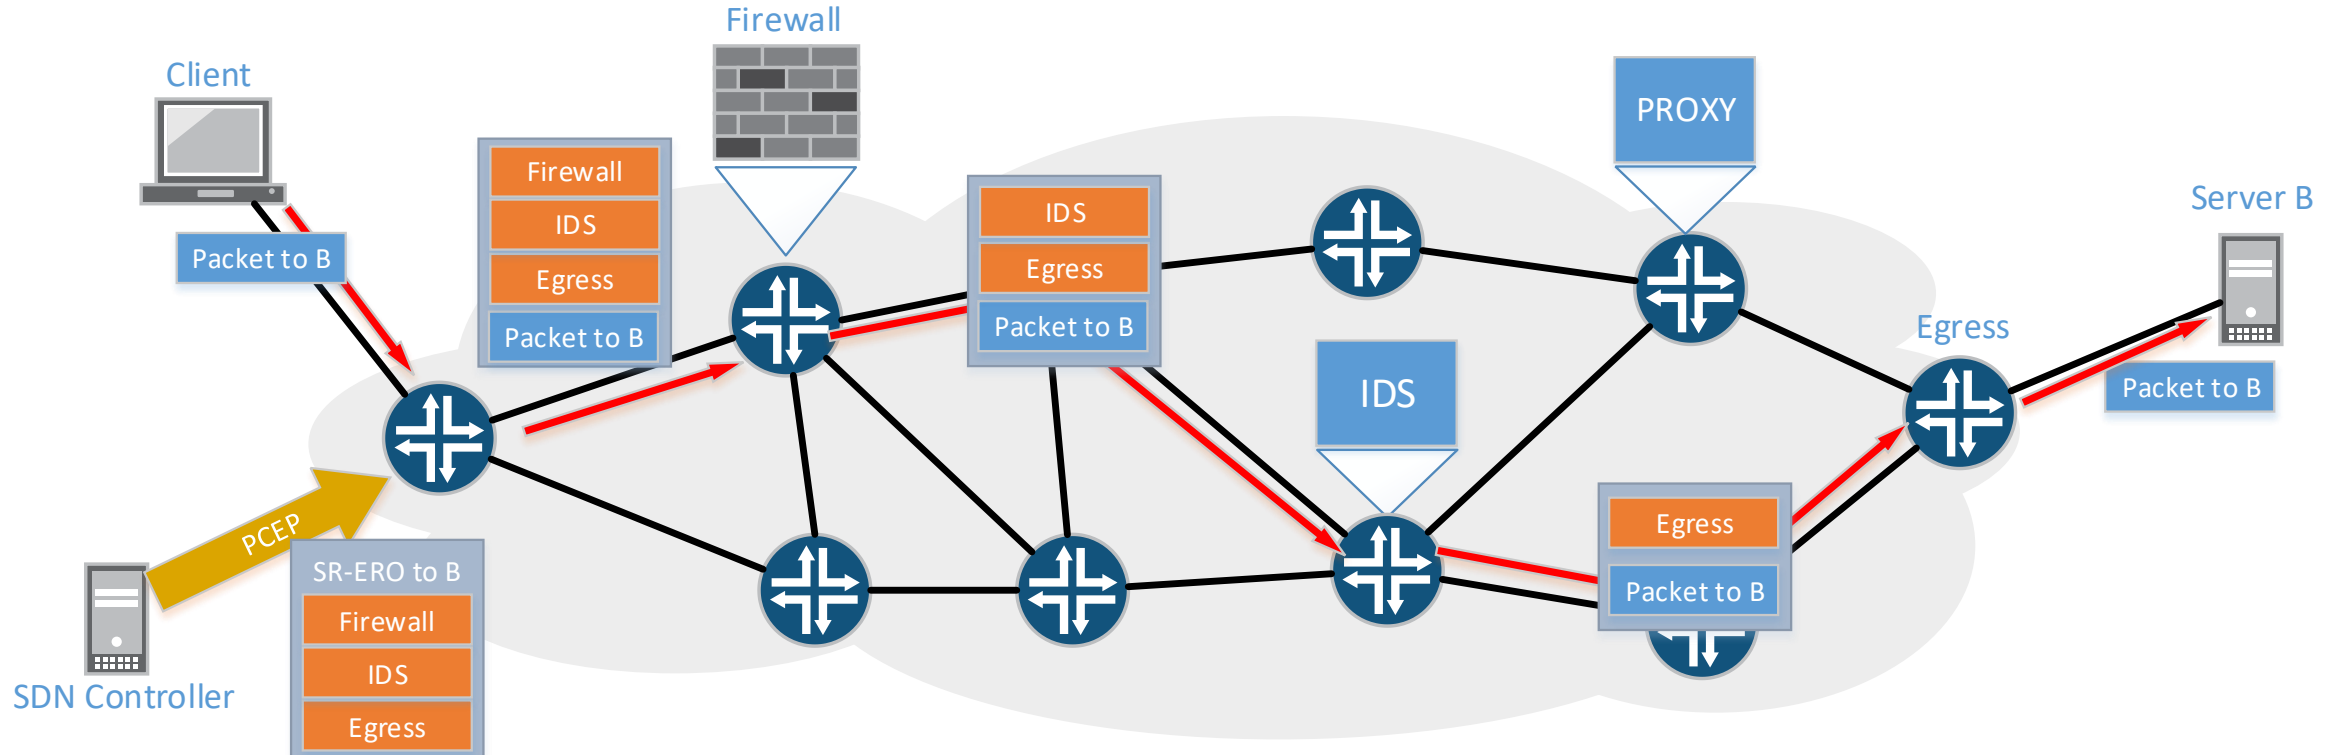 Firewall
Client
PROXY
Firewall
IDS
Egress
Packet to B
IDS
Egress
Packet to B
Server B
Packet to B
Egress
IDS
Packet to B
PCEP
Egress
Packet to B
SR-ERO to B
Firewall
IDS
Egress
SDN Controller